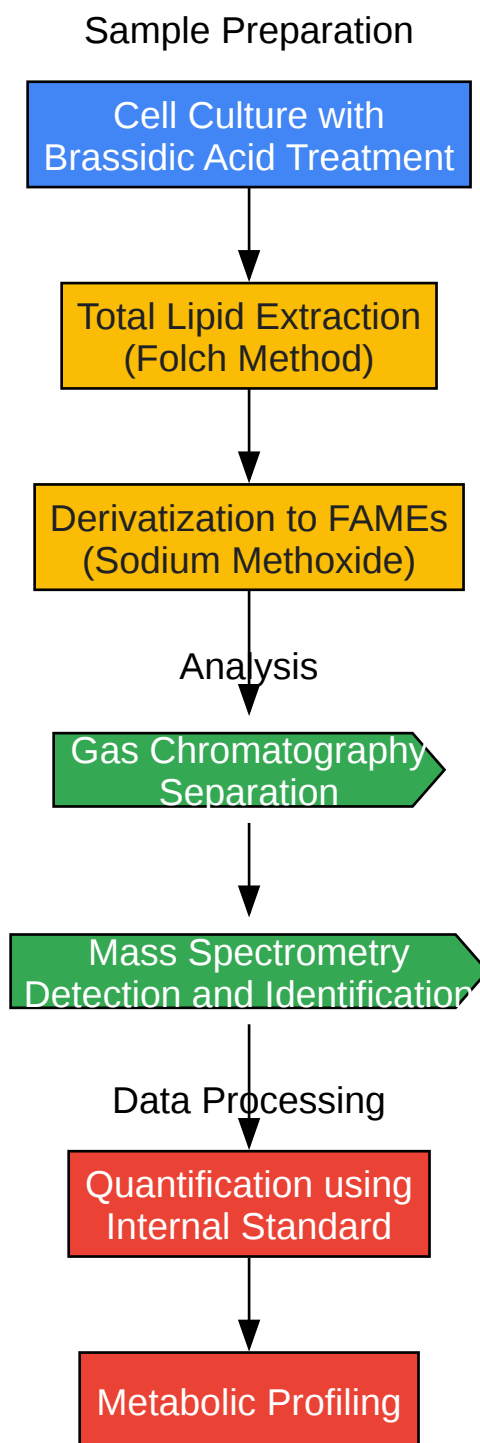 Sample Preparation
Cell Culture with
Brassidic Acid Treatment
Total Lipid Extraction
(Folch Method)
Derivatization to FAMEs
(Sodium Methoxide)
Analysis
Gas Chromatography
Separation
Mass Spectrometry
Detection and Identification
Data Processing
Quantification using
Internal Standard
Metabolic Profiling